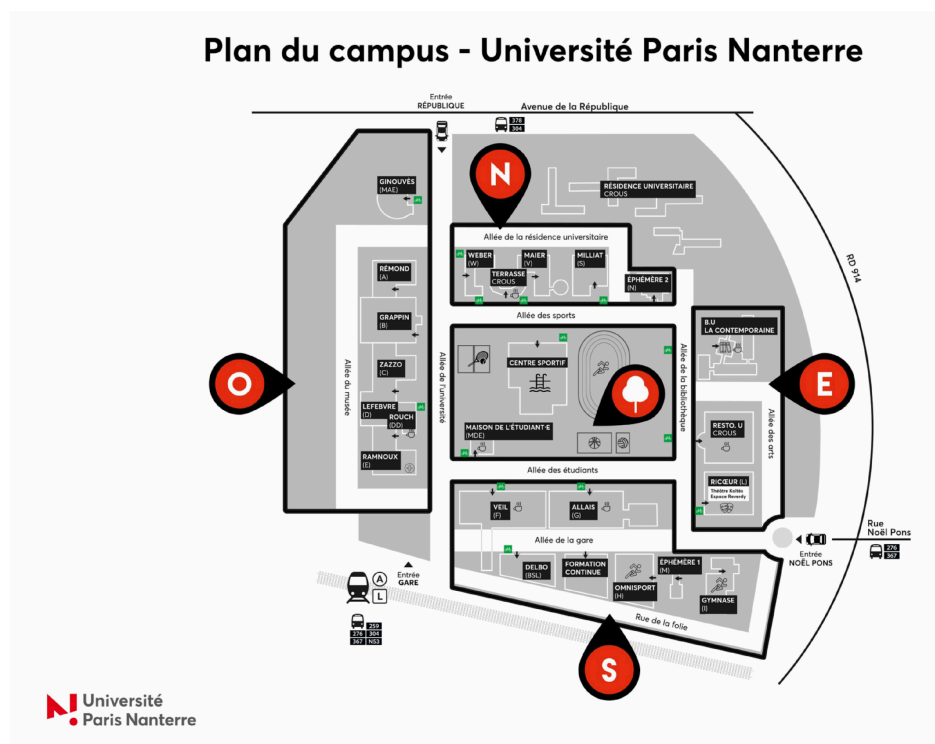 Plan du campus - Université Paris Nanterre
Entrée
RÉPUBLIQUE
Avenue de la République
378
304
N
GINOUVÈS
(MAE)
RÉSIDENCE UNIVERSITAIRE
CROUS
Allée de la résidence universitaire
WEBER
(W)
MAIER
(V)
MILLIAT
(S)
TERRASSE
CROUS
ÉPHÉMÈRE 2
(N)
RD 914
RÉMOND
(A)
GRAPPIN
(B)
Allée des sports
B.U
LA CONTEMPORAINE
CENTRE SPORTIF
ZAZZO
(C)
O
E
Allée du musée
Allée de l'université
Allée de la bibliothèque
Allée des arts
LEFEBVRE
(D)
ROUCH
(DD)
MAISON DE L'ÉTUDIANT·E
(MDE)
RESTO. U
CROUS
RAMNOUX
(E)
Allée des étudiants
RICŒUR (L)
Théâtre Koltès
Espace Reverdy
VEIL
(F)
ALLAIS
(G)
Allée de la gare
Rue
Noël Pons
276
367
Entrée
NOËL PONS
DELBO
(BSL)
FORMATION
CONTINUE
ÉPHÉMÈRE 1
(M)
OMNISPORT
(H)
GYMNASE
(I)
Entrée
GARE
A
L
Rue de la folie
259
276 304
367 N53
S
Université
Paris Nanterre